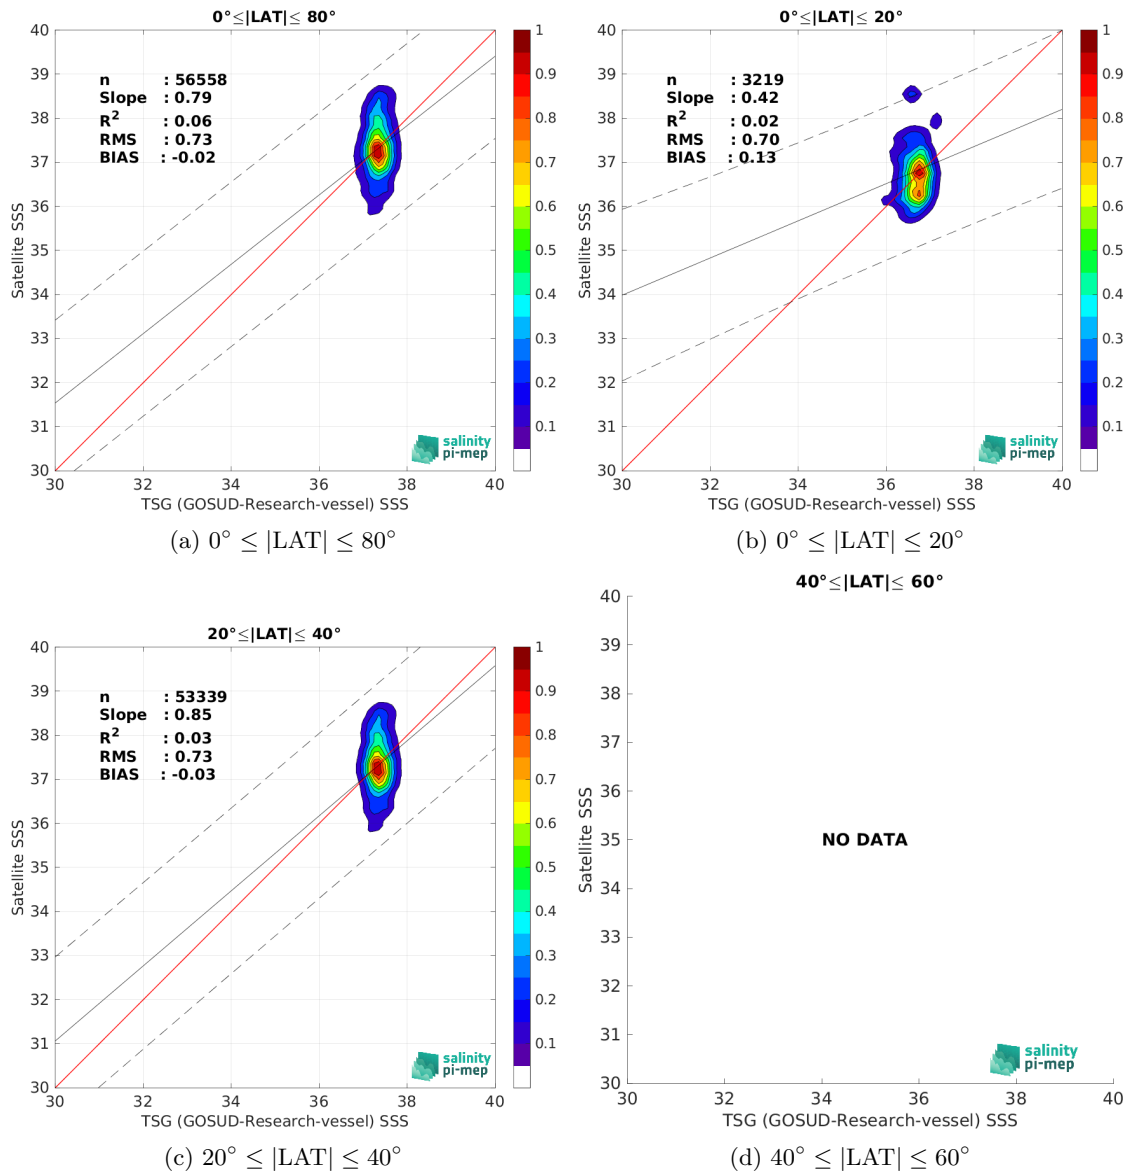 0°≤|LAT|≤ 80°
40
39
38
37
36
35
34
33
32
31
30
Satellite SSS
n : 56558
Slope : 0.79
R² : 0.06
RMS : 0.73
BIAS : -0.02
30 32 34 36 38 40
TSG (GOSUD-Research-vessel) SSS
1
0.9
0.8
0.7
0.6
0.5
0.4
0.3
0.2
0.1
salinity
pi-mep
(a) 0° ≤ |LAT| ≤ 80°
0°≤|LAT|≤ 20°
40
39
38
37
36
35
34
33
32
31
30
Satellite SSS
n : 3219
Slope : 0.42
R² : 0.02
RMS : 0.70
BIAS : 0.13
30 32 34 36 38 40
TSG (GOSUD-Research-vessel) SSS
1
0.9
0.8
0.7
0.6
0.5
0.4
0.3
0.2
0.1
salinity
pi-mep
(b) 0° ≤ |LAT| ≤ 20°
20°≤|LAT|≤ 40°
40
39
38
37
36
35
34
33
32
31
30
Satellite SSS
n : 53339
Slope : 0.85
R² : 0.03
RMS : 0.73
BIAS : -0.03
30 32 34 36 38 40
TSG (GOSUD-Research-vessel) SSS
1
0.9
0.8
0.7
0.6
0.5
0.4
0.3
0.2
0.1
salinity
pi-mep
(c) 20° ≤ |LAT| ≤ 40°
40°≤|LAT|≤ 60°
40
39
38
37
36
35
34
33
32
31
30
Satellite SSS
NO DATA
30 32 34 36 38 40
TSG (GOSUD-Research-vessel) SSS
salinity
pi-mep
(d) 40° ≤ |LAT| ≤ 60°